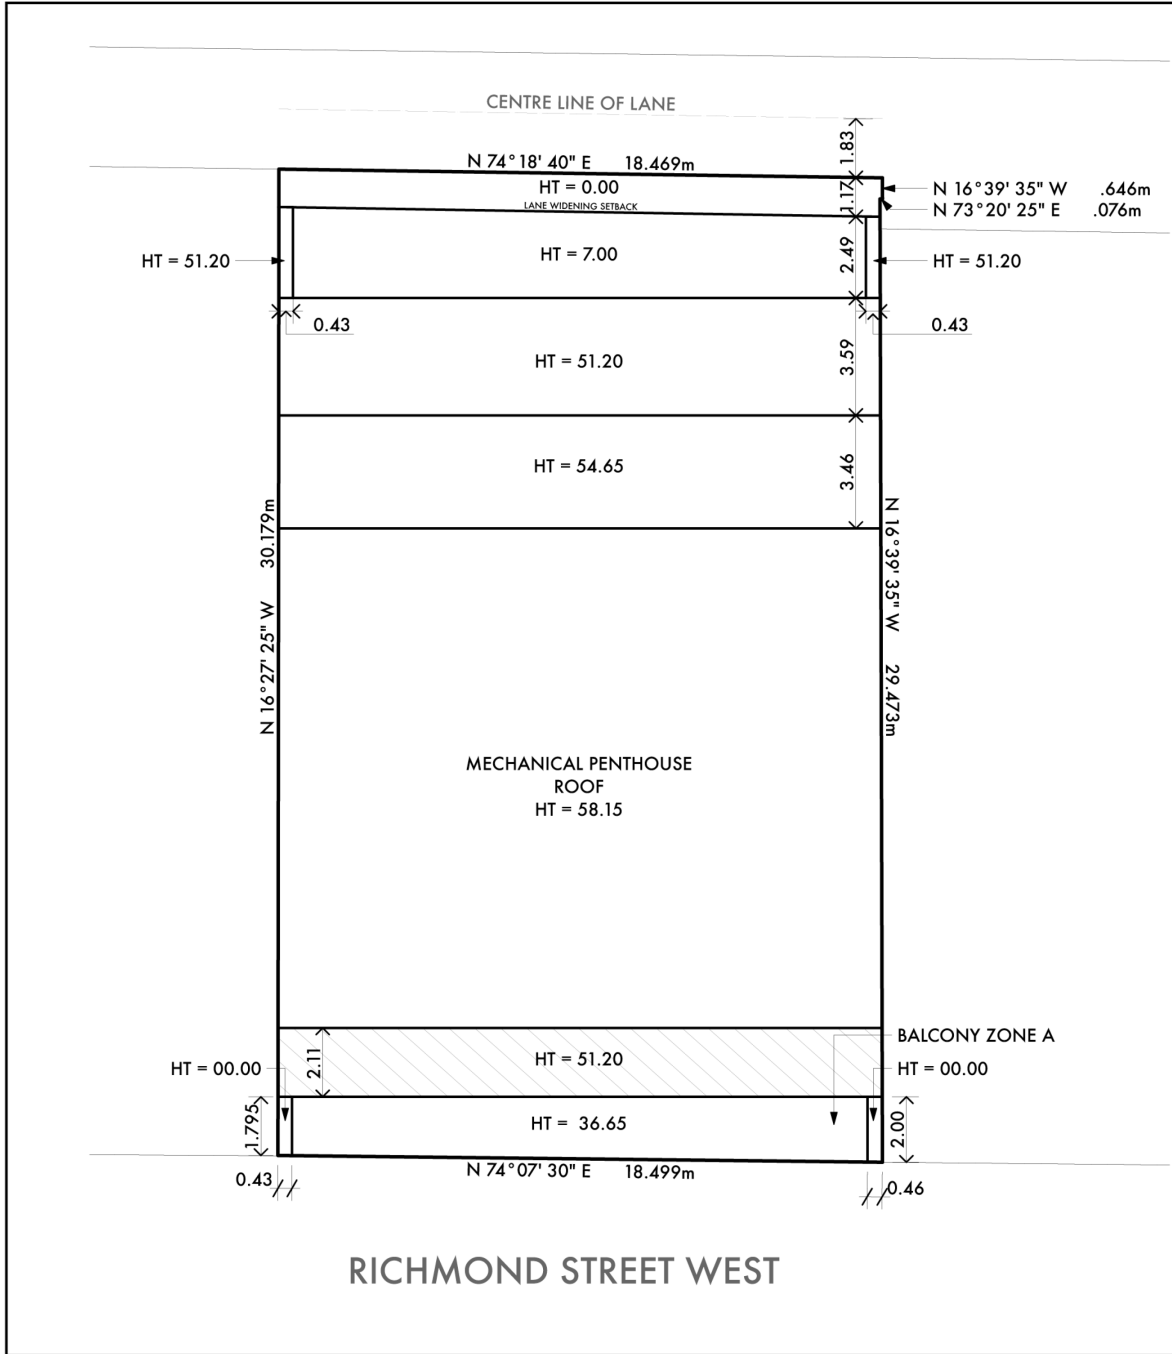 CENTRE LINE OF LANE
1.83
N 74° 18' 40" E 18.469m
HT = 0.00
1.17
N 16°39' 35" W .646m
LANE WIDENING SETBACK
N 73°20' 25" E .076m
HT = 51.20
HT = 7.00
2.49
HT = 51.20
0.43
0.43
HT = 51.20
3.59
HT = 54.65
3.46
N 16°27' 25" W 30.179m
N 16°39' 35" W 29.473m
MECHANICAL PENTHOUSE
ROOF
HT = 58.15
BALCONY ZONE A
HT = 00.00
2.11
HT = 51.20
HT = 00.00
1.795
HT = 36.65
2.00
N 74°07' 30" E 18.499m
0.43
0.46
RICHMOND STREET WEST